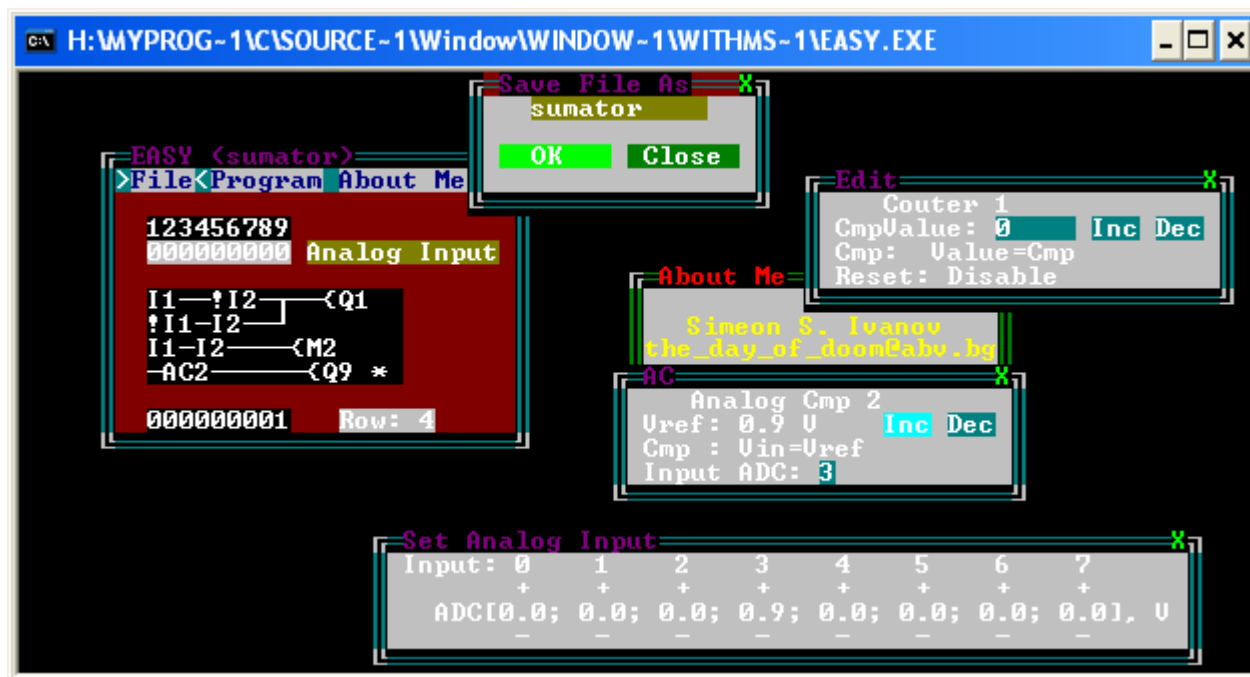 H:\MYPROG~1\C\SOURCE~1\Window\WINDOW~1\WITHMS~1\EASY.EXE
Save File As X
sumator
OK Close
EASY (sumator)
>File<Program About Me
123456789
000000000 Analog Input
I1—!I2—{Q1
!I1—I2
I1—I2—{M2
—AC2—{Q9 *
000000001 Row: 4
Edit X
Couter 1
CmpValue: 0 Inc Dec
Cmp: Value=Cmp
Reset: Disable
About Me
Simeon S. Ivanov
the_day_of_doom@abv.bg
AC X
Analog Cmp 2
Vref: 0.9 V Inc Dec
Cmp : Vin=Vref
Input ADC: 3
Set Analog Input X
Input: 0 1 2 3 4 5 6 7
+ + + + + + + +
ADC[0.0; 0.0; 0.0; 0.9; 0.0; 0.0; 0.0; 0.0], V
— — — — — — — —